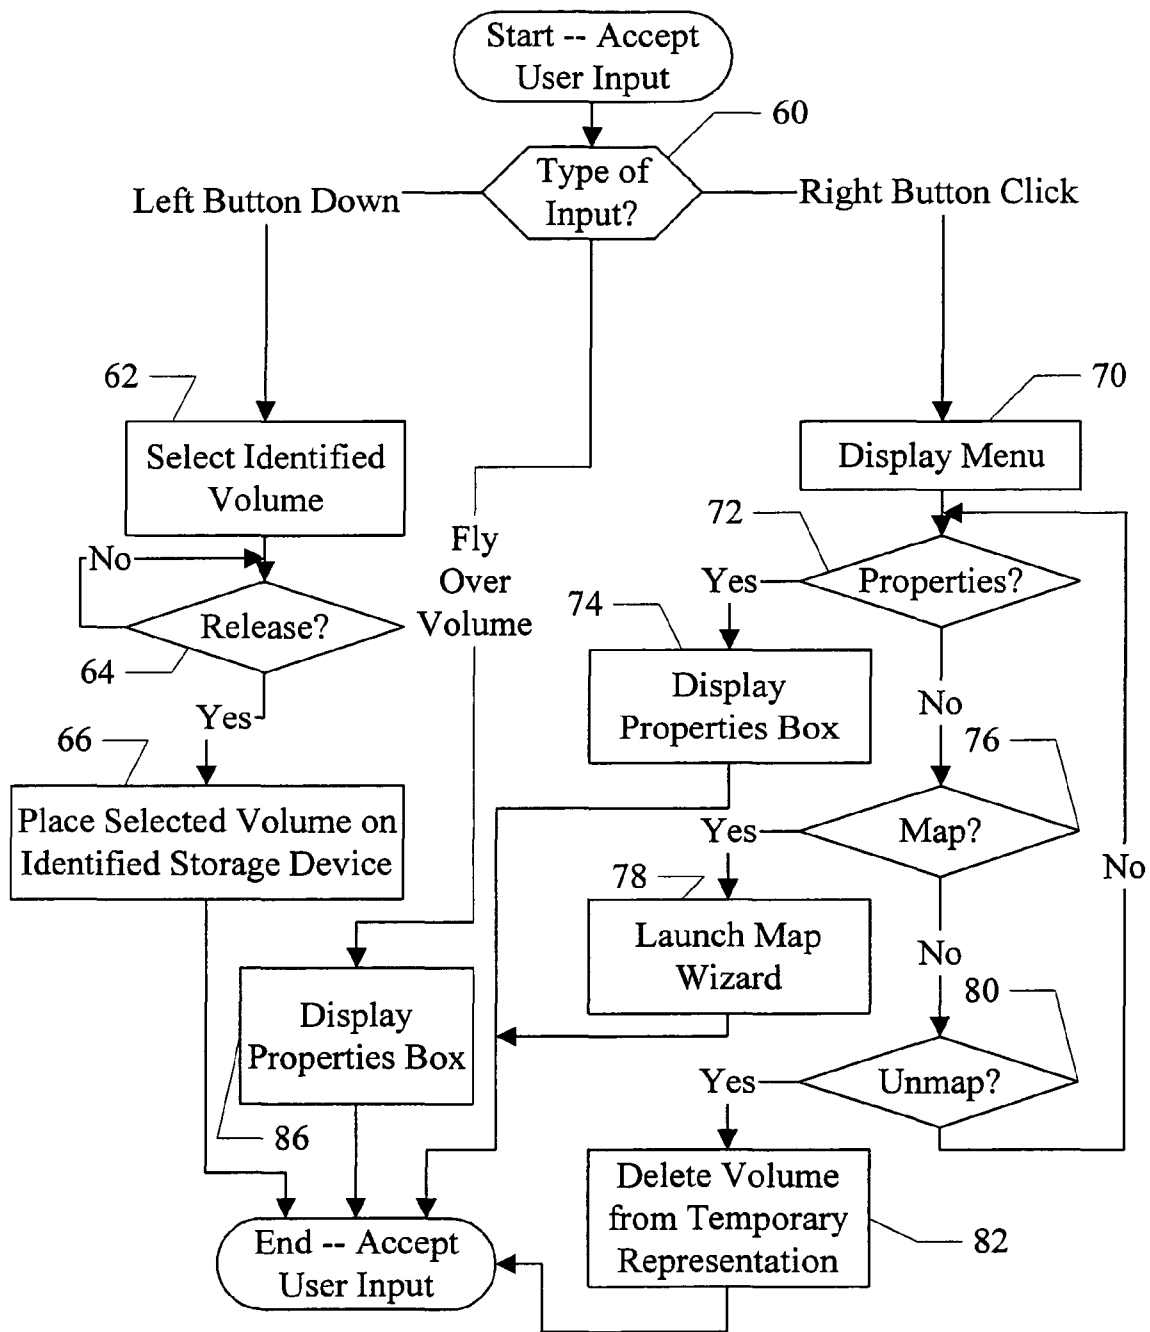 Start -- Accept
User Input
60
Type of
Input?
Left Button Down
Right Button Click
62
70
Select Identified
Volume
Display Menu
72
No
Fly
Over
Volume
Yes
Properties?
74
Release?
64
Display
Properties Box
No
Yes
66
76
Place Selected Volume on
Identified Storage Device
Yes
Map?
No
78
Launch Map
Wizard
No
80
Display
Properties Box
Yes
Unmap?
86
Delete Volume
from Temporary
Representation
82
End -- Accept
User Input